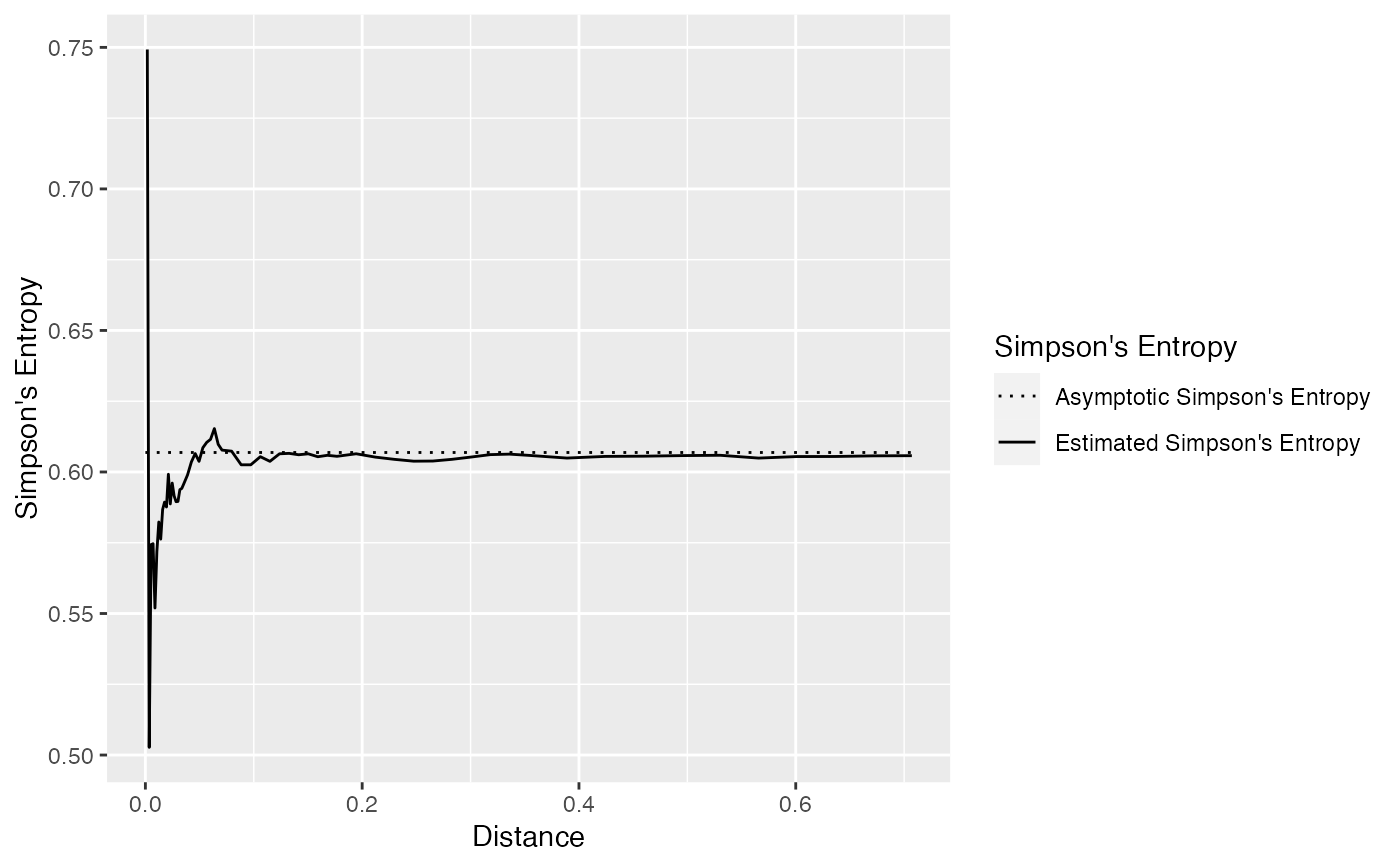 0.75
0.70
0.65
0.60
0.55
0.50
Simpson's Entropy
0.0 0.2 0.4 0.6
Distance
Simpson's Entropy
Asymptotic Simpson's Entropy
Estimated Simpson's Entropy